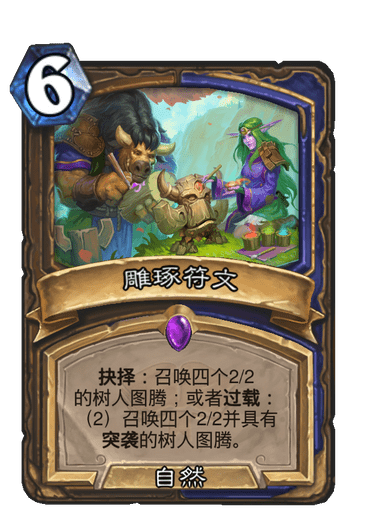 6
雕琢符文
抉择：召唤四个2/2
的树人图腾；或者过载：
（2）召唤四个2/2并具有
突袭的树人图腾。
自然